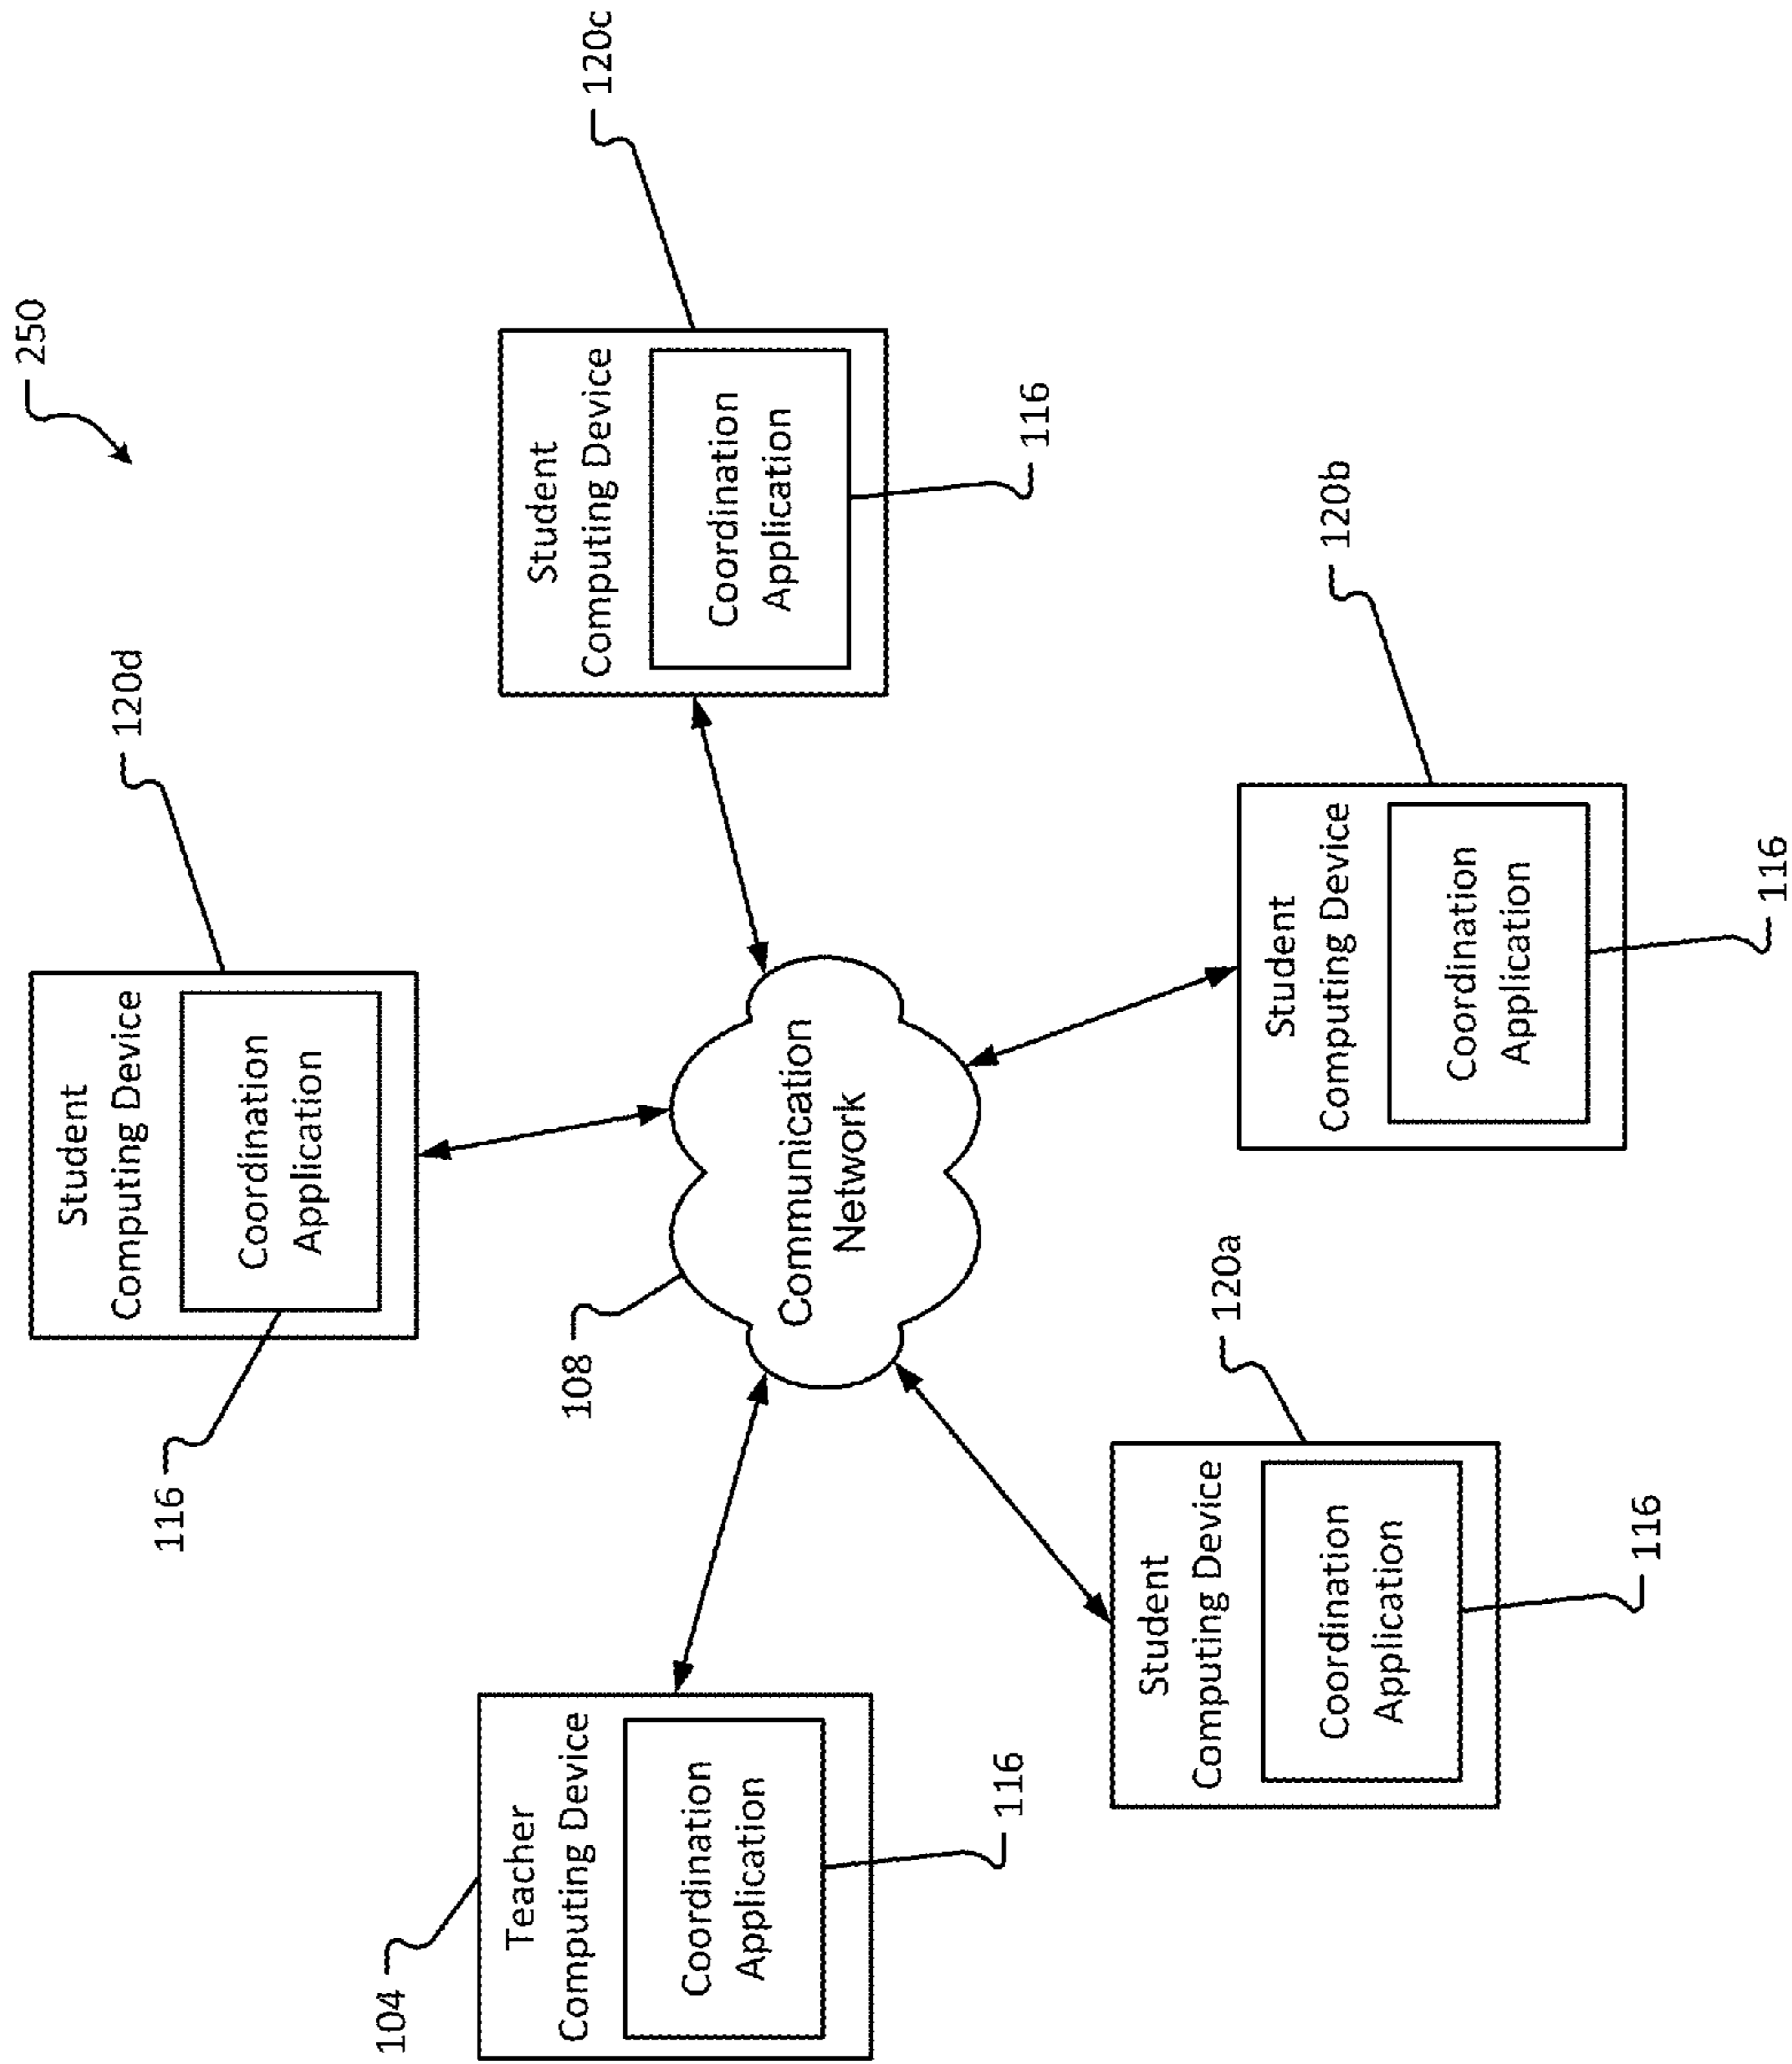 250
120d
Student
Computing Device
Coordination
Application
116
104
Teacher
Computing Device
Coordination
Application
116
108
Communication
Network
Student
Computing Device
Coordination
Application
120c
116
Student
Computing Device
Coordination
Application
120a
116
Student
Computing Device
Coordination
Application
120b
116